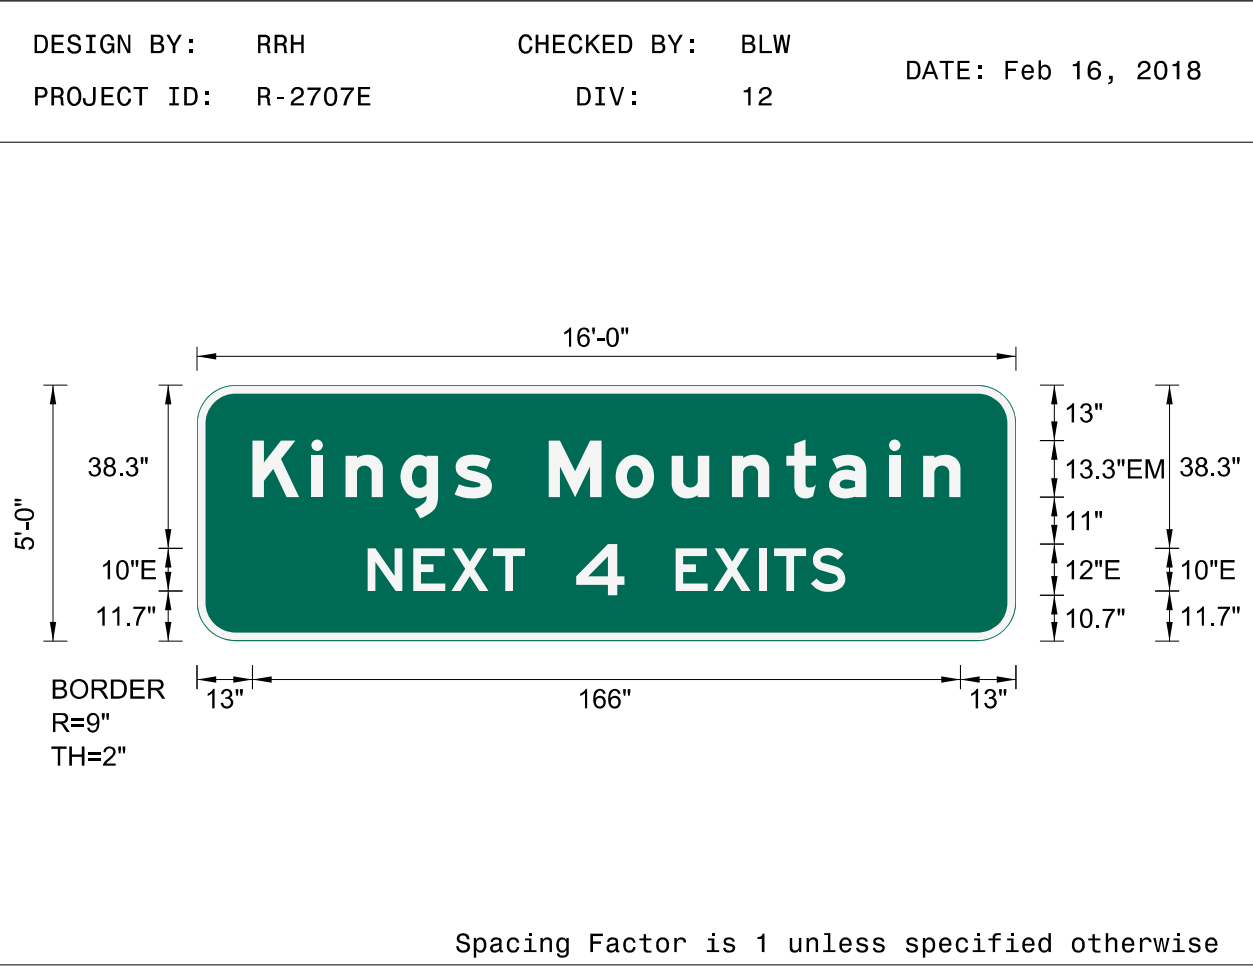 DESIGN BY: RRH CHECKED BY: BLW
DATE: Feb 16, 2018
PROJECT ID: R-2707E DIV: 12
16'-0"
5'-0"
38.3"
10"E
11.7"
Kings Mountain
NEXT 4 EXITS
13"
13.3"EM
11"
12"E
10.7"
38.3"
10"E
11.7"
13" 166" 13"
BORDER
R=9"
TH=2"
Spacing Factor is 1 unless specified otherwise